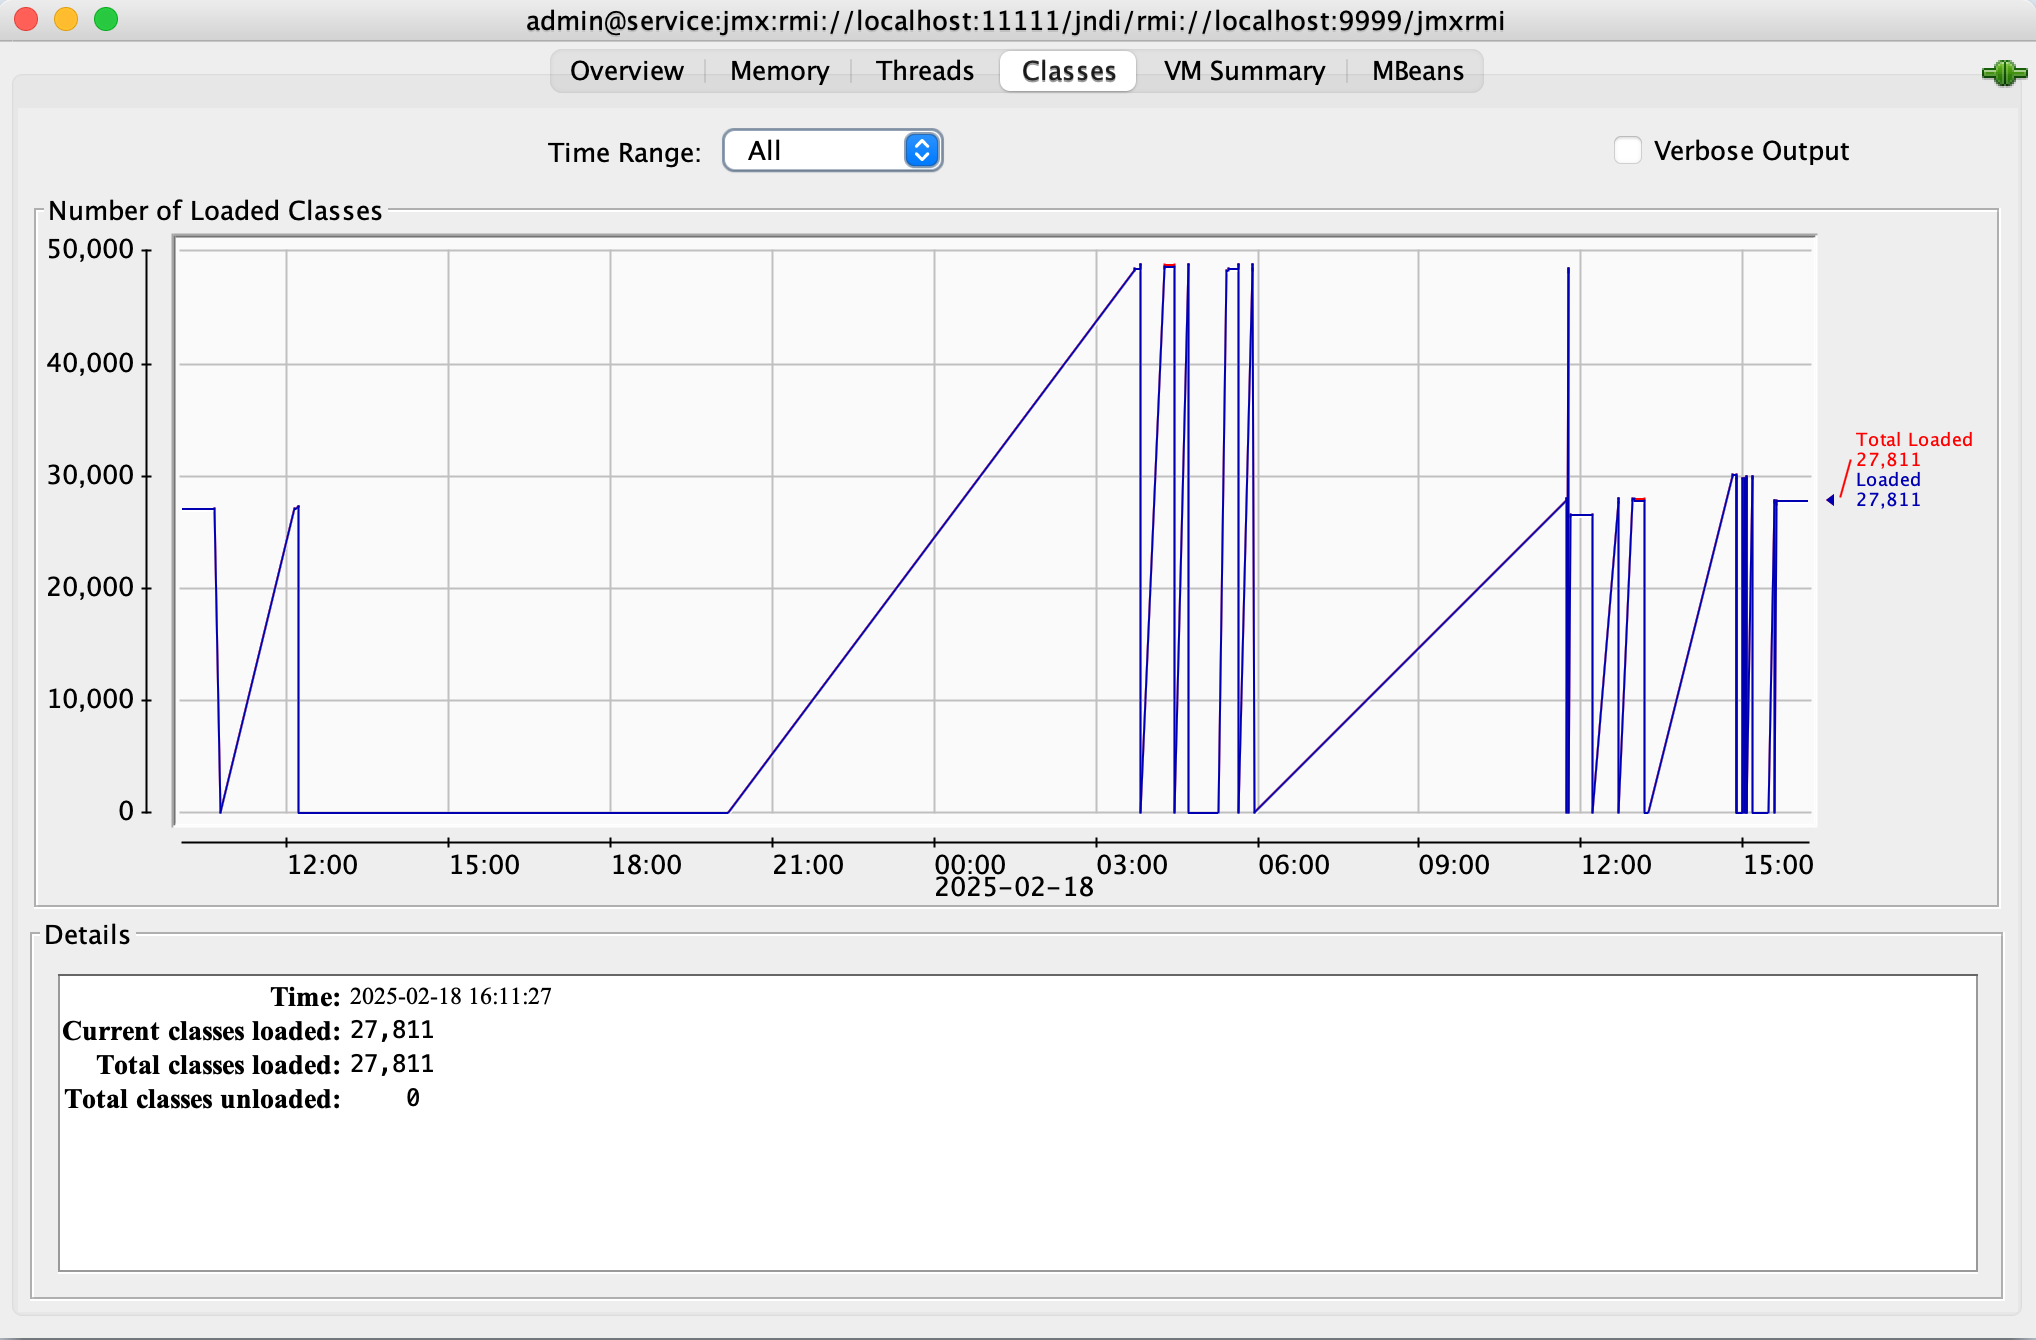 admin@service:jmx:rmi://localhost:11111/jndi/rmi://localhost:9999/jmxrmi
Overview Memory Threads Classes VM Summary MBeans
Time Range: All Verbose Output
Number of Loaded Classes
50,000
40,000
30,000
20,000
10,000
0
Total Loaded
27,811
Loaded
27,811
12:00 15:00 18:00 21:00 00:00 03:00 06:00 09:00 12:00 15:00
2025-02-18
Details
Time: 2025-02-18 16:11:27
Current classes loaded: 27,811
Total classes loaded: 27,811
Total classes unloaded: 0